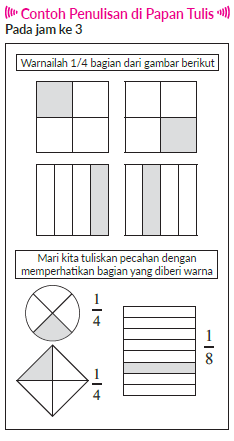 Contoh Penulisan di Papan Tulis
Pada jam ke 3
Warnailah 1/4 bagian dari gambar berikut
Mari kita tuliskan pecahan dengan
memperhatikan bagian yang diberi warna
1/4
1/4
1/8